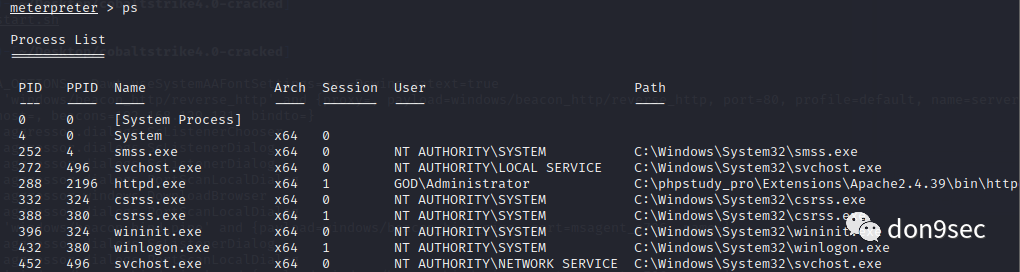 meterpreter > ps
Process List
PID PPID Name Arch Session User Path
0 0 [System Process]
4 0 System x64 0
252 4 smss.exe x64 0 NT AUTHORITY\SYSTEM C:\Windows\System32\smss.exe
272 496 svchost.exe x64 0 NT AUTHORITY\LOCAL SERVICE C:\Windows\System32\svchost.exe
288 2196 httpd.exe x64 1 GOD\Administrator C:\phpstudy_pro\Extensions\Apache2.4.39\bin\http
332 324 csrss.exe x64 0 NT AUTHORITY\SYSTEM C:\Windows\System32\csrss.exe
388 380 csrss.exe x64 1 NT AUTHORITY\SYSTEM C:\Windows\System32\csrss.exe
396 324 wininit.exe x64 0 NT AUTHORITY\SYSTEM C:\Windows\System32\wininit.exe
432 380 winlogon.exe x64 1 NT AUTHORITY\SYSTEM C:\Windows\System32\winlogon.exe
452 496 svchost.exe x64 0 NT AUTHORITY\NETWORK SERVICE C:\Windows\System32\svchost.exe
don9sec